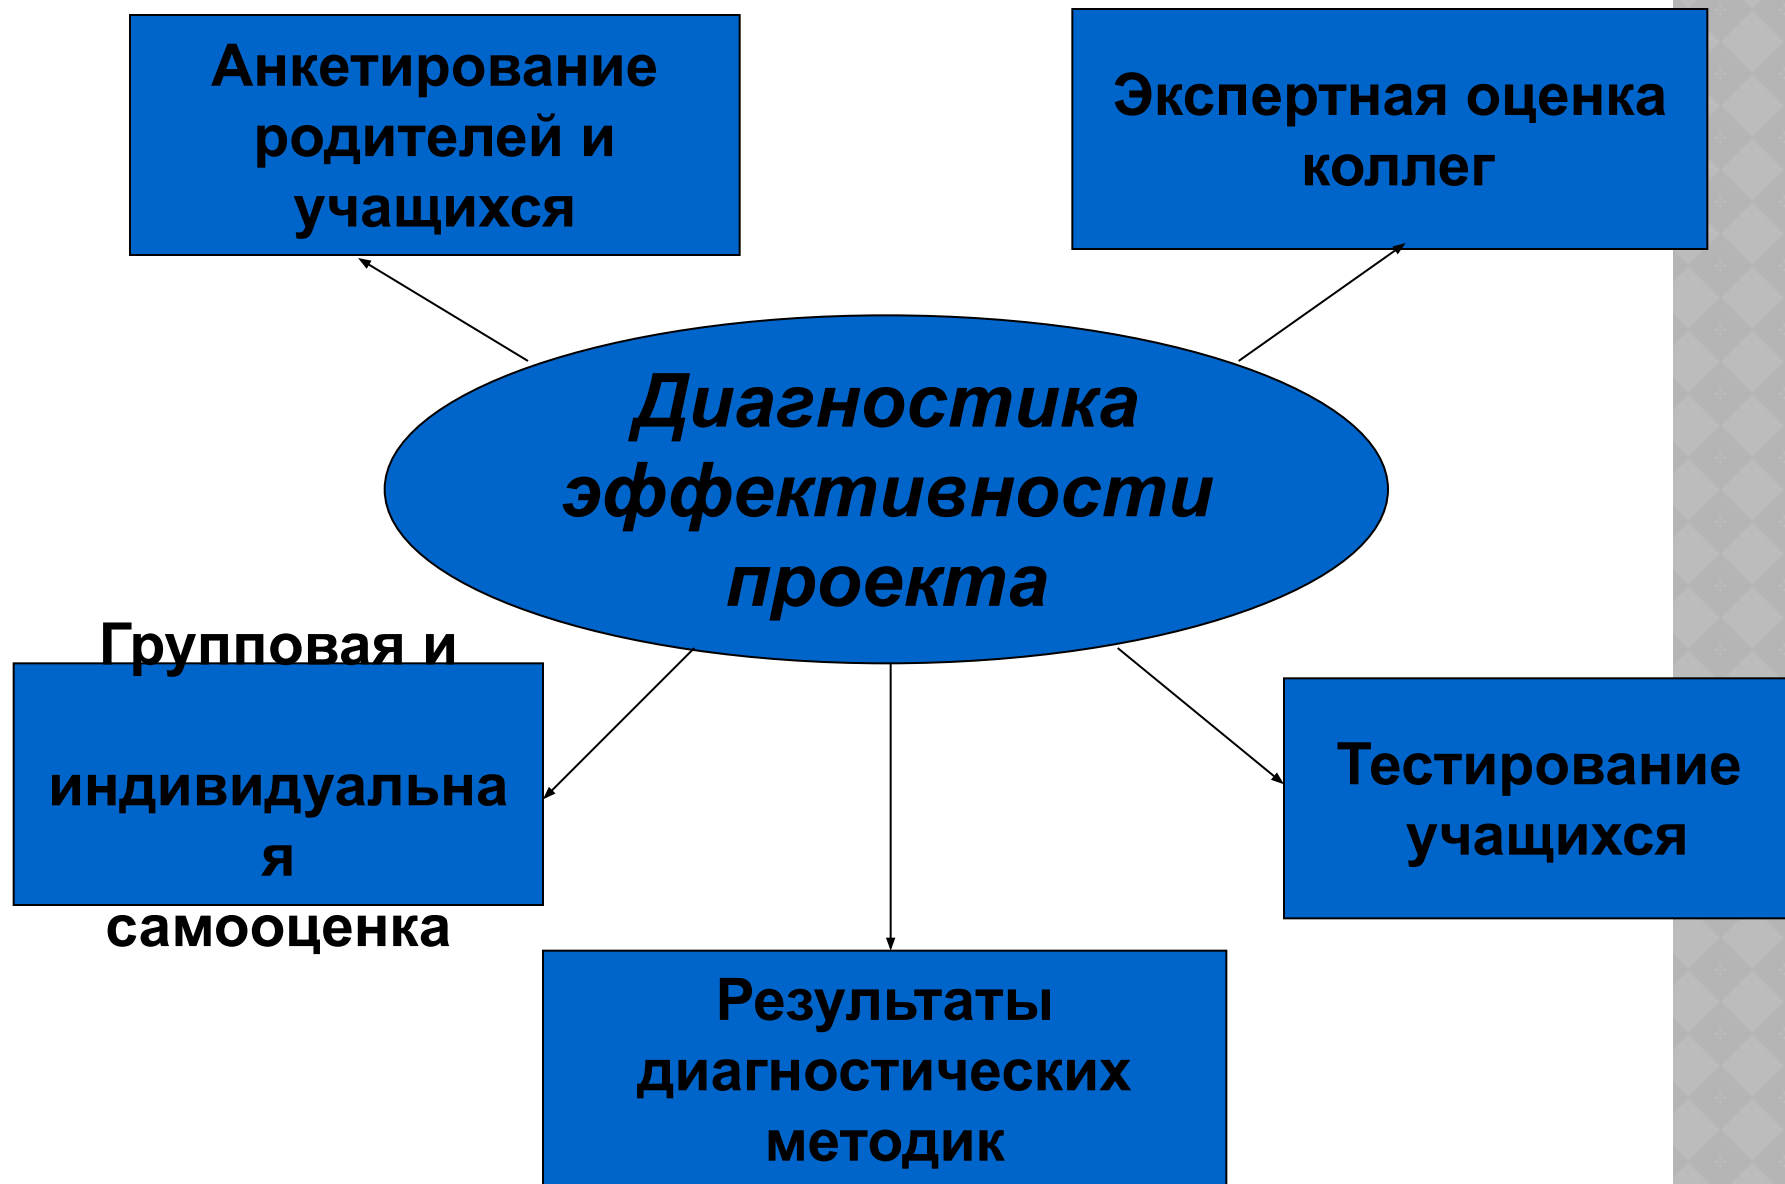 Анкетирование
родителей и
учащихся
Экспертная оценка
коллег
Диагностика
эффективности
проекта
Групповая и
индивидуальна
я
самооценка
Тестирование
учащихся
Результаты
диагностических
методик